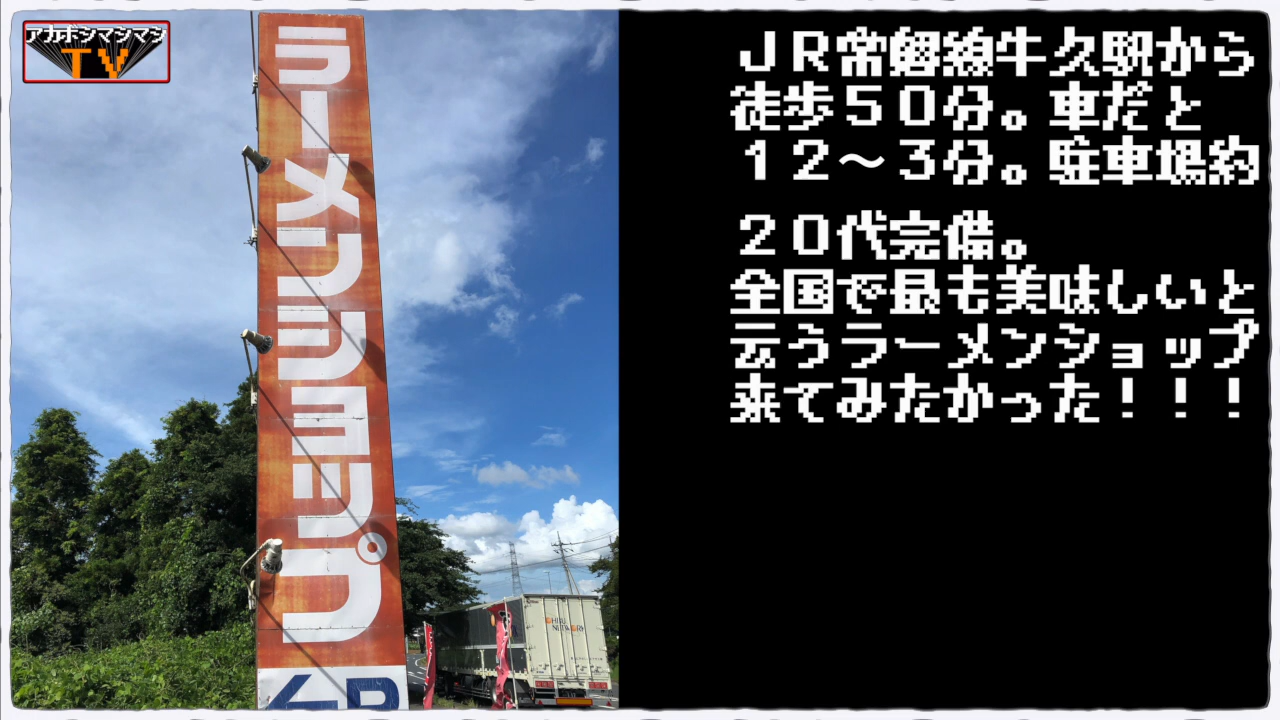 アカボシマシマシ
TV
ラーメンショップ
JR常磐線牛久駅から
徒歩50分。車だと
12～3分。駐車場約
20代完備。
全国で最も美味しいと
云うラーメンショップ
来てみたかった！！！